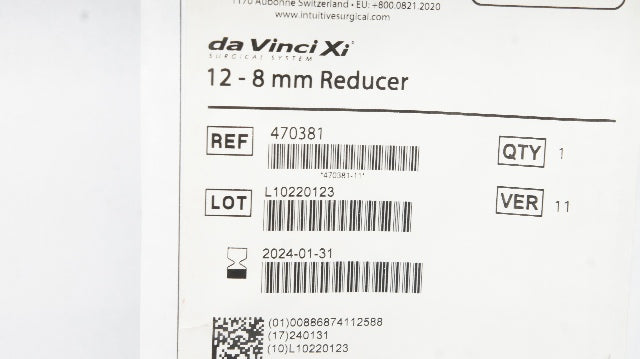 1170 Aubonne Switzerland • EU: +800.0821.2020
www.intuitivesurgical.com
da Vinci Xi
SURGICAL SYSTEM
12 - 8 mm Reducer
REF 470381
*470381-11*
QTY 1
LOT L10220123
VER 11
2024-01-31
(01)00886874112588
(17)240131
(10)L10220123